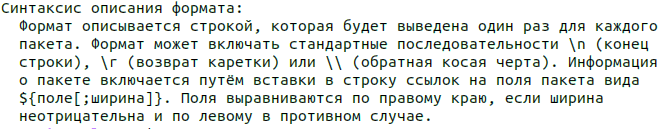 Синтаксис описания формата:
Формат описывается строкой, которая будет выведена один раз для каждого
пакета. Формат может включать стандартные последовательности \n (конец
строки), \r (возврат каретки) или \\ (обратная косая черта). Информация
о пакете включается путём вставки в строку ссылок на поля пакета вида
${поле[;ширина]}. Поля выравниваются по правому краю, если ширина
неотрицательна и по левому в противном случае.